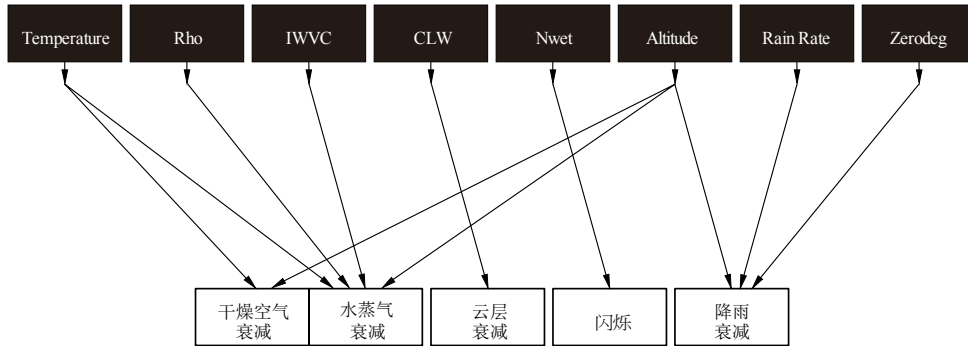 Temperature
Rho
IWVC
CLW
Nwet
Altitude
Rain Rate
Zerodeg
干燥空气
衰减
水蒸气
衰减
云层
衰减
闪烁
降雨
衰减